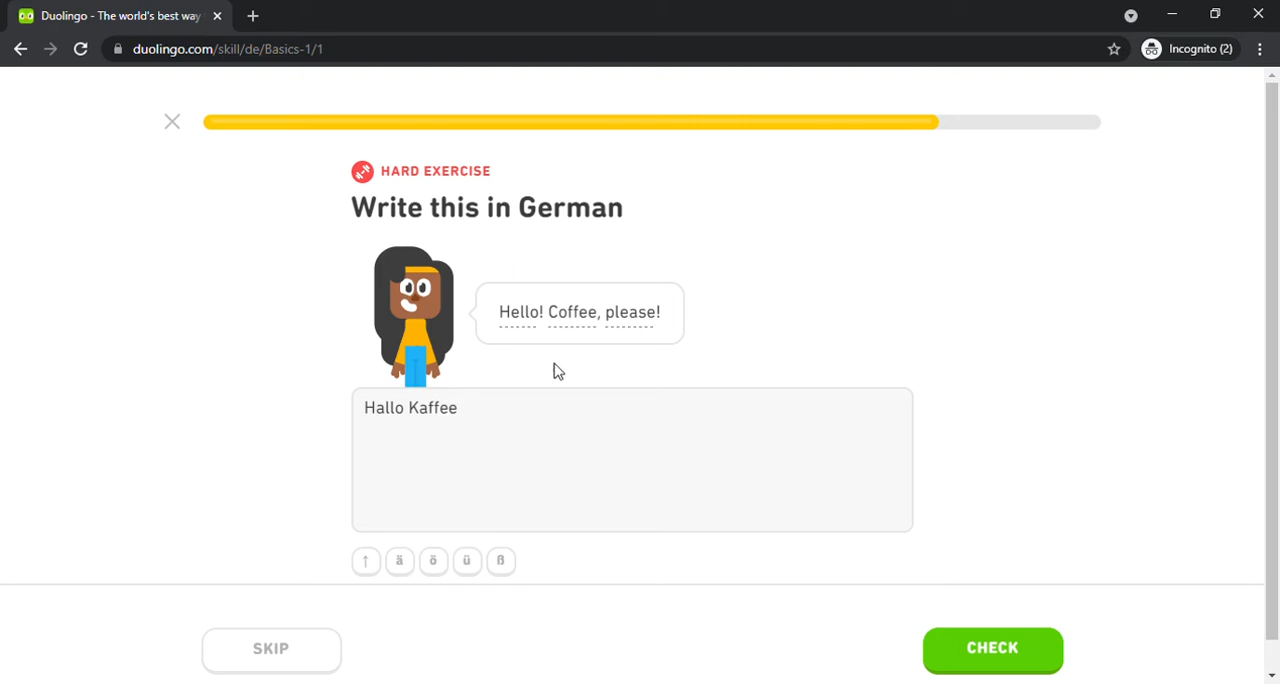 Duolingo - The world's best way
duolingo.com/skill/de/Basics-1/1
Incognito (2)
HARD EXERCISE
Write this in German
Hello! Coffee, please!
Hallo Kaffee
↑ ä ö ü ß
SKIP
CHECK